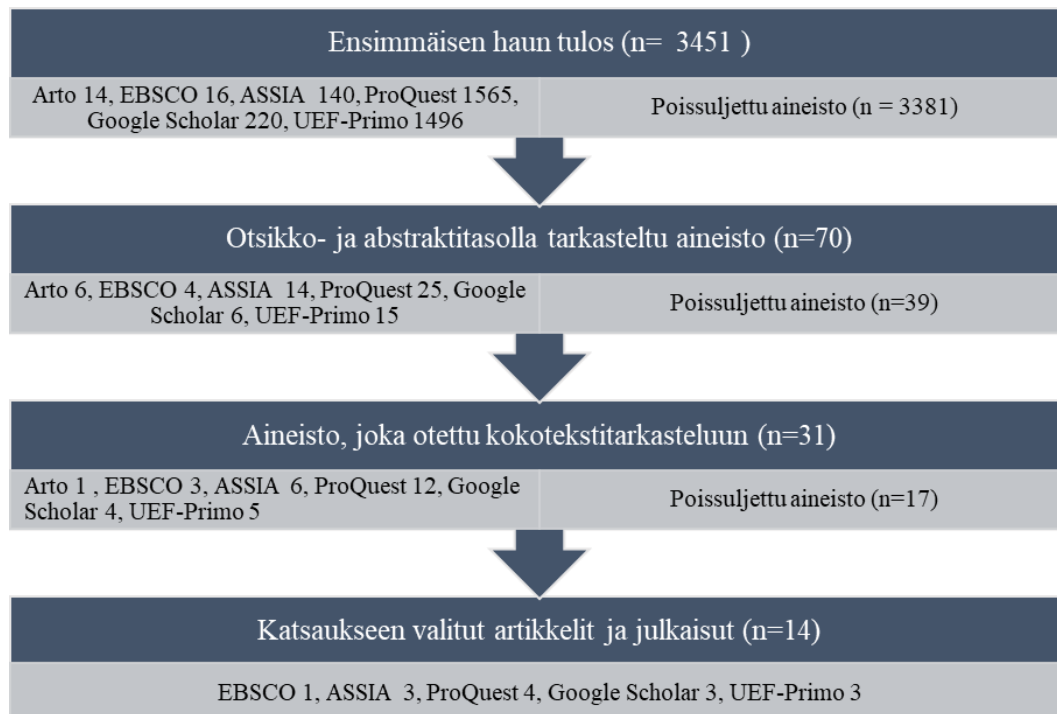 Ensimmäisen haun tulos (n= 3451 )
Arto 14, EBSCO 16, ASSIA 140, ProQuest 1565,
Google Scholar 220, UEF-Primo 1496
Poissuljettu aineisto (n = 3381)
Otsikko- ja abstraktitasolla tarkasteltu aineisto (n=70)
Arto 6, EBSCO 4, ASSIA 14, ProQuest 25, Google
Scholar 6, UEF-Primo 15
Poissuljettu aineisto (n=39)
Aineisto, joka otettu kokotekstitarkasteluun (n=31)
Arto 1 , EBSCO 3, ASSIA 6, ProQuest 12, Google
Scholar 4, UEF-Primo 5
Poissuljettu aineisto (n=17)
Katsaukseen valitut artikkelit ja julkaisut (n=14)
EBSCO 1, ASSIA 3, ProQuest 4, Google Scholar 3, UEF-Primo 3